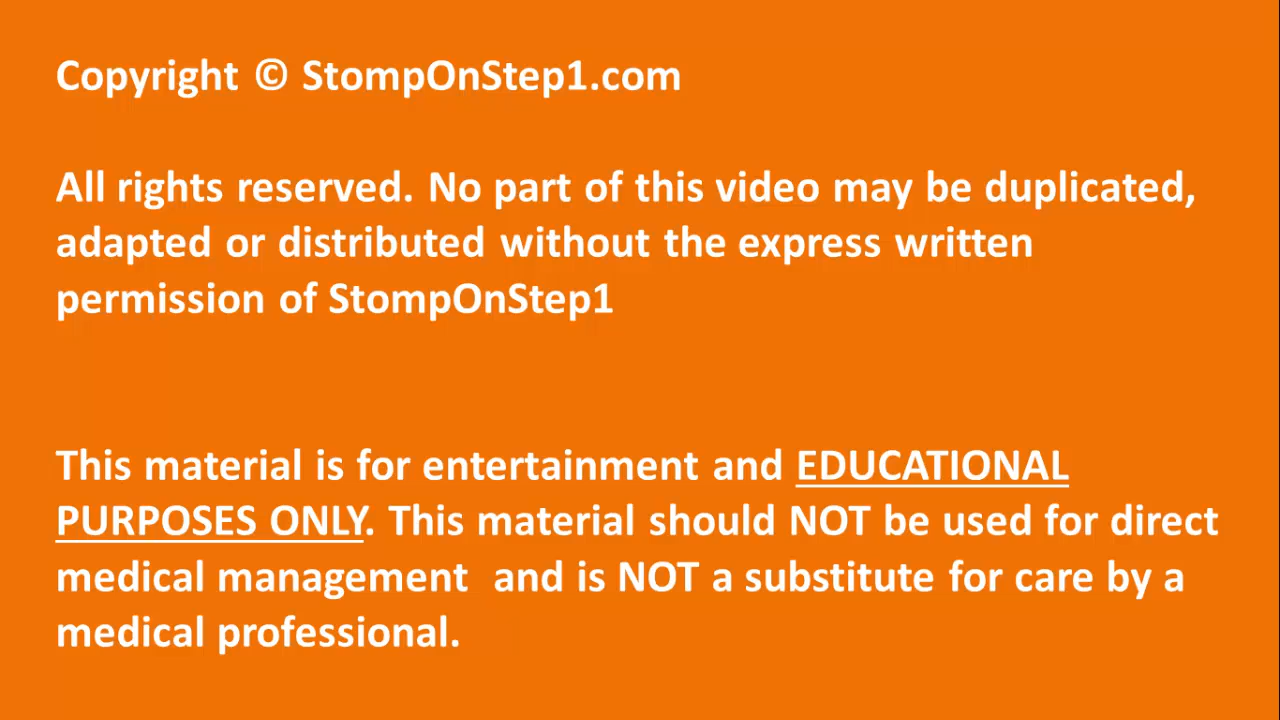 Copyright © StompOnStep1.com
All rights reserved. No part of this video may be duplicated,
adapted or distributed without the express written
permission of StompOnStep1
This material is for entertainment and EDUCATIONAL
PURPOSES ONLY. This material should NOT be used for direct
medical management  and is NOT a substitute for care by a
medical professional.